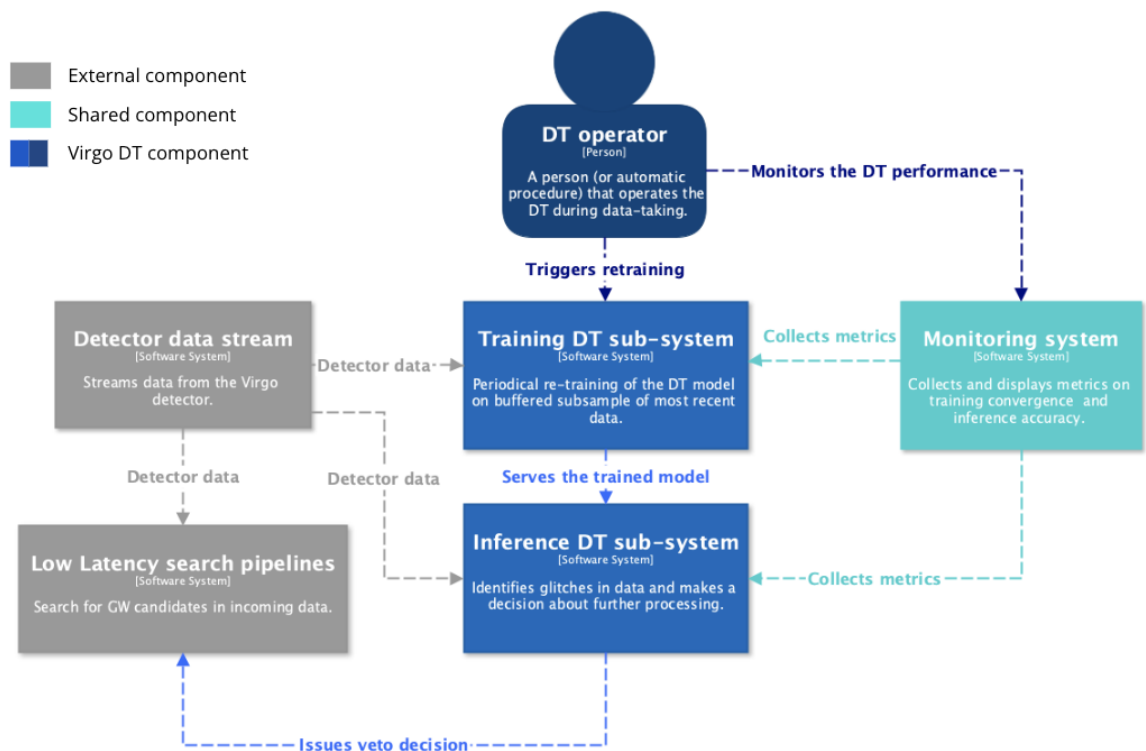 External component
Shared component
Virgo DT component
DT operator
[Person]
A person (or automatic
procedure) that operates the
DT during data-taking.
Monitors the DT performance
Triggers retraining
Detector data stream
[Software System]
Streams data from the Virgo
detector.
Detector data
Training DT sub-system
[Software System]
Periodical re-training of the DT model
on buffered subsample of most recent
data.
Collects metrics
Monitoring system
[Software System]
Collects and displays metrics on
training convergence and
inference accuracy.
Detector data
Detector data
Serves the trained model
Low Latency search pipelines
[Software System]
Search for GW candidates in incoming data.
Inference DT sub-system
[Software System]
Identifies glitches in data and makes a
decision about further processing.
Collects metrics
Issues veto decision